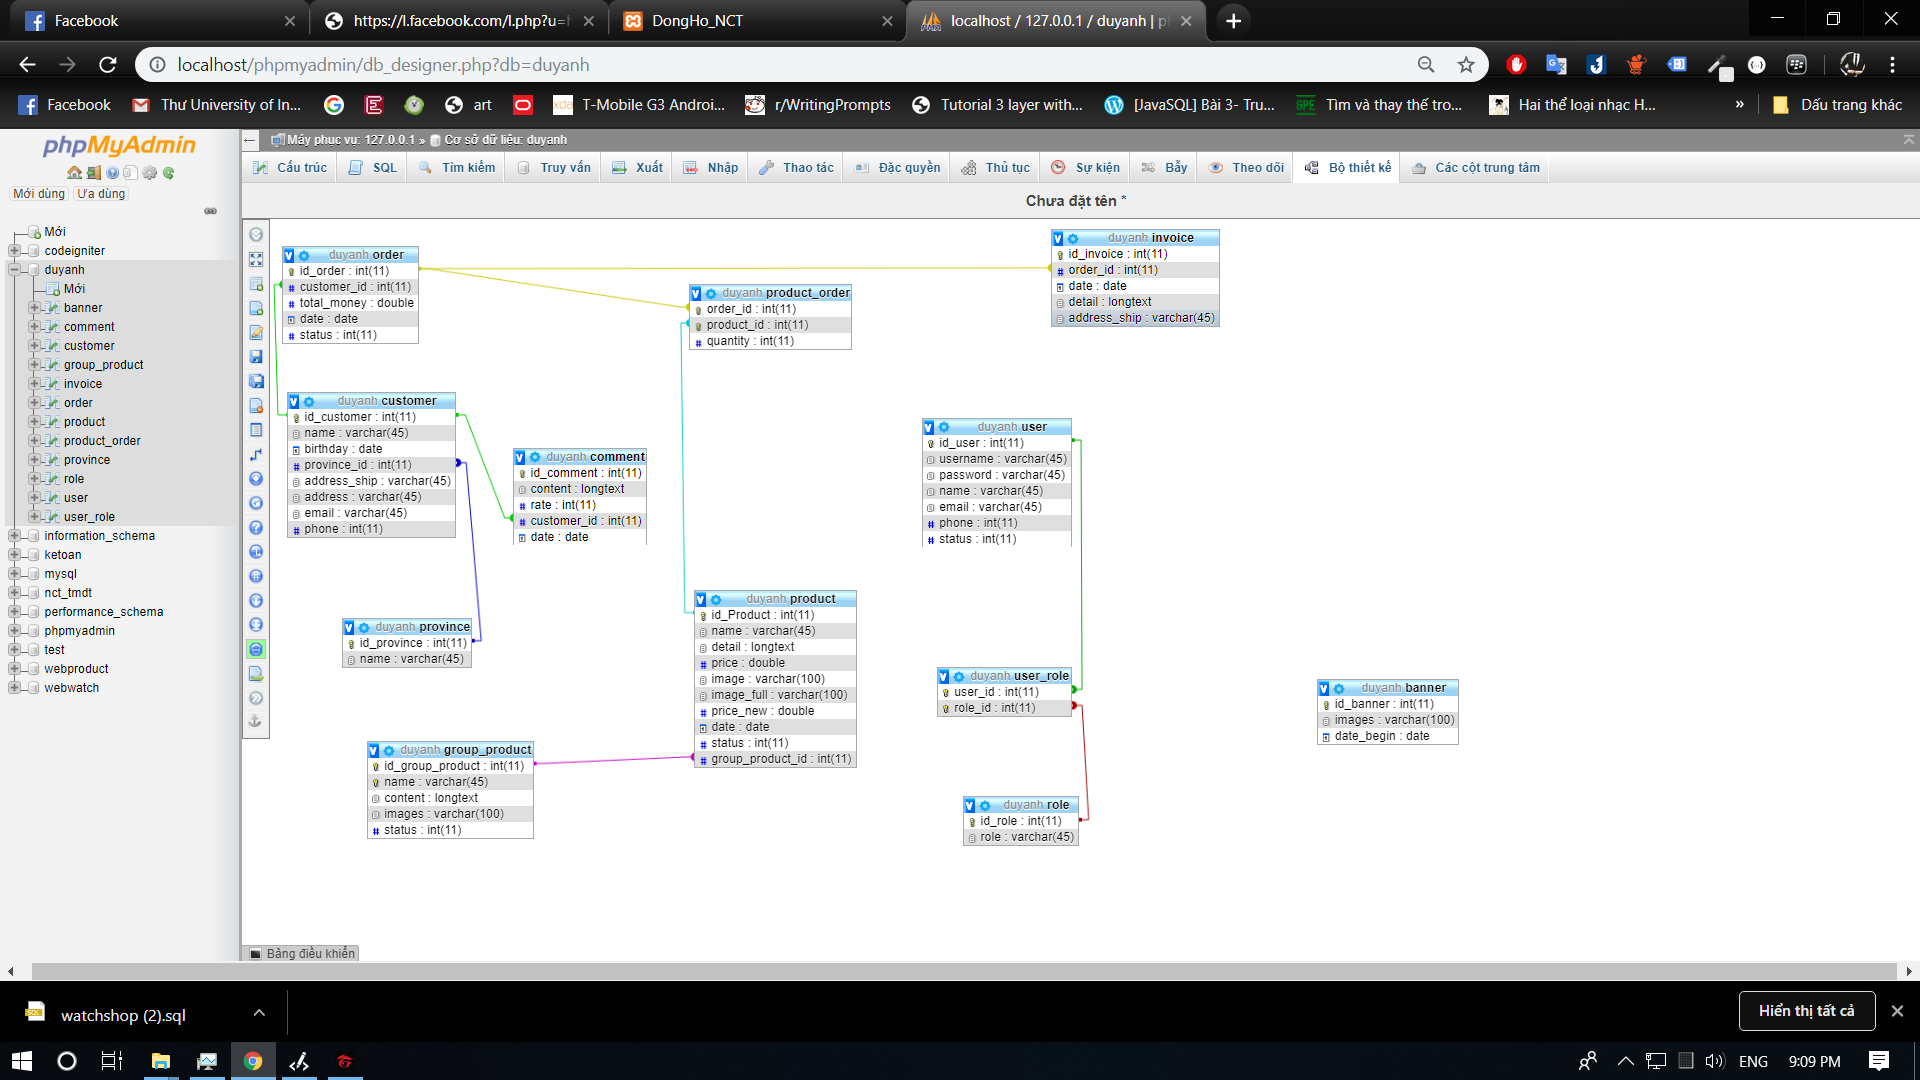 Facebook
https://l.facebook.com/l.php?u=h
DongHo_NCT
localhost / 127.0.0.1 / duyanh | pl
localhost/phpmyadmin/db_designer.php?db=duyanh
Facebook
Thư University of In...
art
T-Mobile G3 Androi...
r/WritingPrompts
Tutorial 3 layer with...
[JavaSQL] Bài 3- Tru...
Tìm và thay thế tro...
Hai thể loại nhạc H...
»
Dấu trang khác
phpMyAdmin
Mới dùng
Ưa dùng
Mới
codeigniter
duyanh
Mới
banner
comment
customer
group_product
invoice
order
product
product_order
province
role
user
user_role
information_schema
ketoan
mysql
nct_tmdt
performance_schema
phpmyadmin
test
webproduct
webwatch
Máy phục vụ: 127.0.0.1 » Cơ sở dữ liệu: duyanh
Cấu trúc
SQL
Tìm kiếm
Truy vấn
Xuất
Nhập
Thao tác
Đặc quyền
Thủ tục
Sự kiện
Bẫy
Theo dõi
Bộ thiết kế
Các cột trung tâm
Chưa đặt tên *
duyanh order
id_order : int(11)
customer_id : int(11)
total_money : double
date : date
status : int(11)
duyanh product_order
order_id : int(11)
product_id : int(11)
quantity : int(11)
duyanh invoice
id_invoice : int(11)
order_id : int(11)
date : date
detail : longtext
address_ship : varchar(45)
duyanh customer
id_customer : int(11)
name : varchar(45)
birthday : date
province_id : int(11)
address_ship : varchar(45)
address : varchar(45)
email : varchar(45)
phone : int(11)
duyanh comment
id_comment : int(11)
content : longtext
rate : int(11)
customer_id : int(11)
date : date
duyanh user
id_user : int(11)
username : varchar(45)
password : varchar(45)
name : varchar(45)
email : varchar(45)
phone : int(11)
status : int(11)
duyanh province
id_province : int(11)
name : varchar(45)
duyanh product
id_Product : int(11)
name : varchar(45)
detail : longtext
price : double
image : varchar(100)
image_full : varchar(100)
price_new : double
date : date
status : int(11)
group_product_id : int(11)
duyanh user_role
user_id : int(11)
role_id : int(11)
duyanh banner
id_banner : int(11)
images : varchar(100)
date_begin : date
duyanh group_product
id_group_product : int(11)
name : varchar(45)
content : longtext
images : varchar(100)
status : int(11)
duyanh role
id_role : int(11)
role : varchar(45)
Bảng điều khiển
watchshop (2).sql
Hiển thị tất cả
ENG
9:09 PM